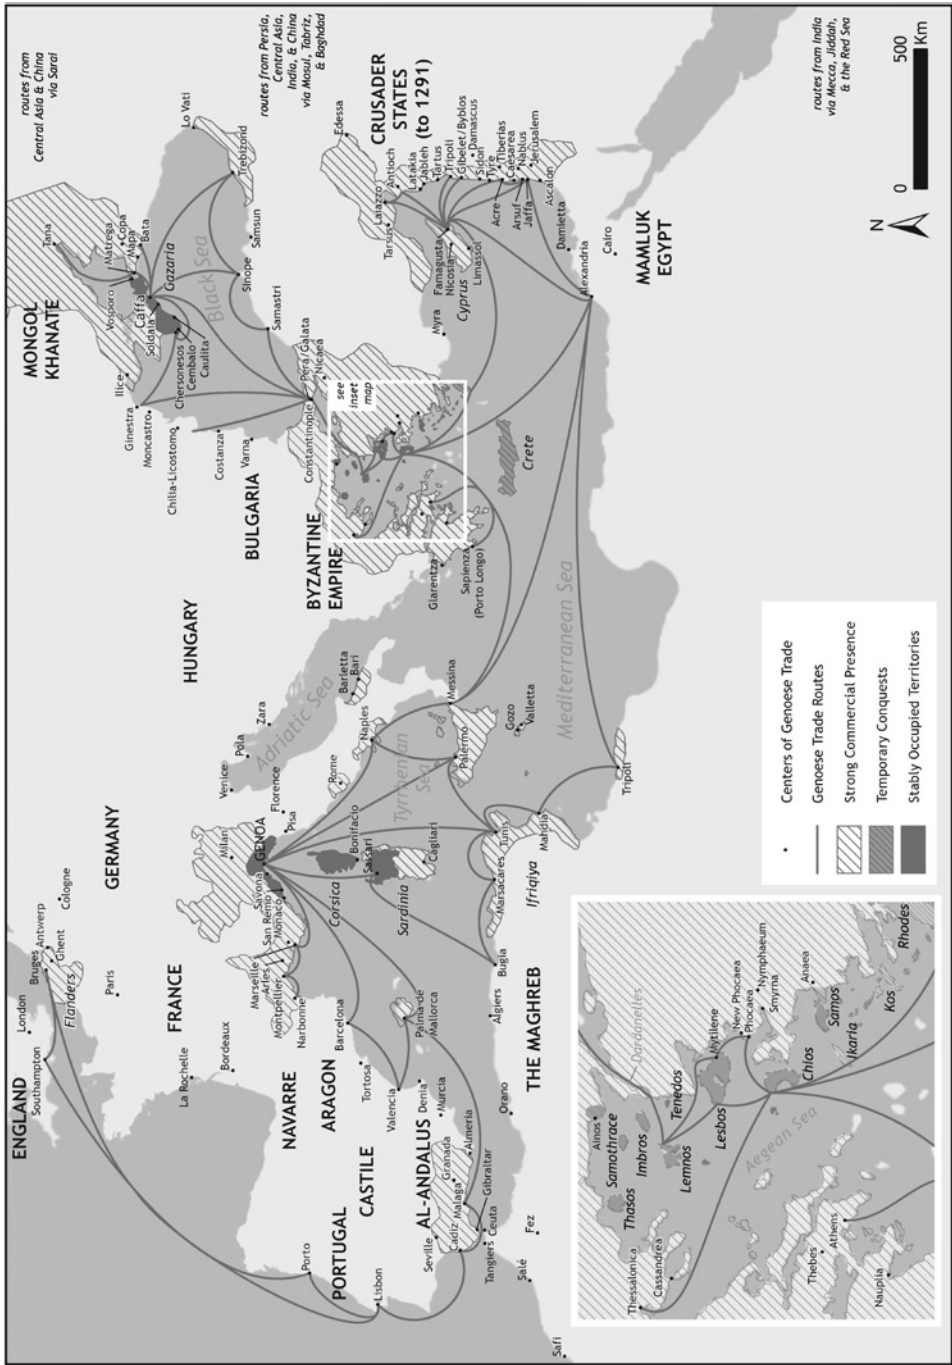 ENGLAND
London
Southampton
Bruges
Antwerp
Ghent
Flanders
Cologne
Paris
GERMANY
FRANCE
La Rochelle
Bordeaux
HUNGARY
Milan
Venice
Pola
Zara
Adriatic Sea
GENOA
Savona
San Remo
Monaco
Marseille
Arles
Montpellier
Narbonne
Florence
Pisa
Rome
Naples
Barletta
Bari
Corsica
Bonifacio
Sassari
Sardinia
Cagliari
Tyrrhenian
Sea
Palermo
Messina
Gozo
Valletta
NAVARRE
ARAGON
Barcelona
Tortosa
Valencia
Palma de
Mallorca
Denia
Murcia
PORTUGAL
CASTILE
AL-ANDALUS
Porto
Lisbon
Seville
Cadiz
Malaga
Granada
Almeria
Gibraltar
Ceuta
Tangiers
Fez
Salé
Safi
Orano
THE MAGHREB
Algiers
Bugia
Marsacares
Tunis
Mahdia
Ifriqiya
Tripoli
Mediterranean Sea
MONGOL
KHANATE
routes from
Central Asia & China
via Sarai
Tana
Matrega
Copa
Mapa
Bata
Vosporo
Caffa
Soldaia
Gazaria
Chersonesos
Cembalo
Caulita
Ilice
Ginestra
Moncastro
Chilia-Licostomo
Costanza
Varna
BULGARIA
Black Sea
Lo Vati
Trebizond
Samsun
Sinope
Samastri
Pera/Galata
Nicaea
Constantinople
BYZANTINE
EMPIRE
see
inset
map
Glarentza
Sapienza
(Porto Longo)
Crete
Myra
routes from Persia,
Central Asia,
India, & China
via Mosul, Tabriz,
& Baghdad
Edessa
CRUSADER
STATES
(to 1291)
Laiazzo
Tarsus
Antioch
Latakia
Jableh
Tartus
Tripoli
Gibelet/Byblos
Damascus
Sidon
Tyre
Tiberias
Acre
Caesarea
Nablus
Arsuf
Jaffa
Jerusalem
Ascalon
Famagusta
Nicosia
Cyprus
Limassol
Damietta
Alexandria
Cairo
MAMLUK
EGYPT
routes from India
via Mecca, Jiddah,
& the Red Sea
N
0
500
Km
Centers of Genoese Trade
Genoese Trade Routes
Strong Commercial Presence
Temporary Conquests
Stably Occupied Territories
Ainos
Samothrace
Thasos
Imbros
Dardanelles
Tenedos
Lemnos
Lesbos
Mytilene
New Phocaea
Phocaea
Nymphaeum
Smyrna
Anaea
Chios
Samos
Ikaria
Kos
Rhodes
Aegean Sea
Thessalonica
Cassandrea
Thebes
Athens
Nauplia